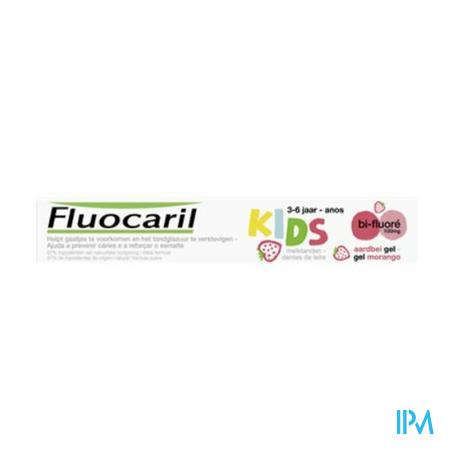 Fluocaril
Helpt gaatjes te voorkomen en het tandglazuur te verstevigen -
Ajuda a prevenir cáries e a reforçar o esmalte
KIDS
3-6 jaar - anos
melktanden -
dentes de leite
bi-fluoré
100mg
aardbei gel -
gel morango
IPM